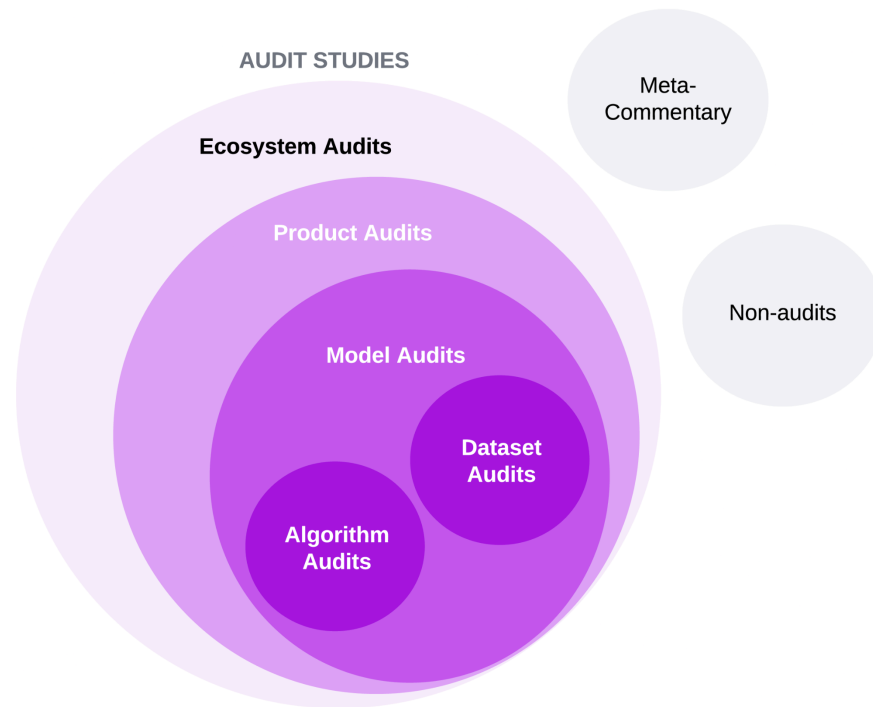 AUDIT STUDIES
Ecosystem Audits
Product Audits
Model Audits
Dataset
Audits
Algorithm
Audits
Meta-
Commentary
Non-audits